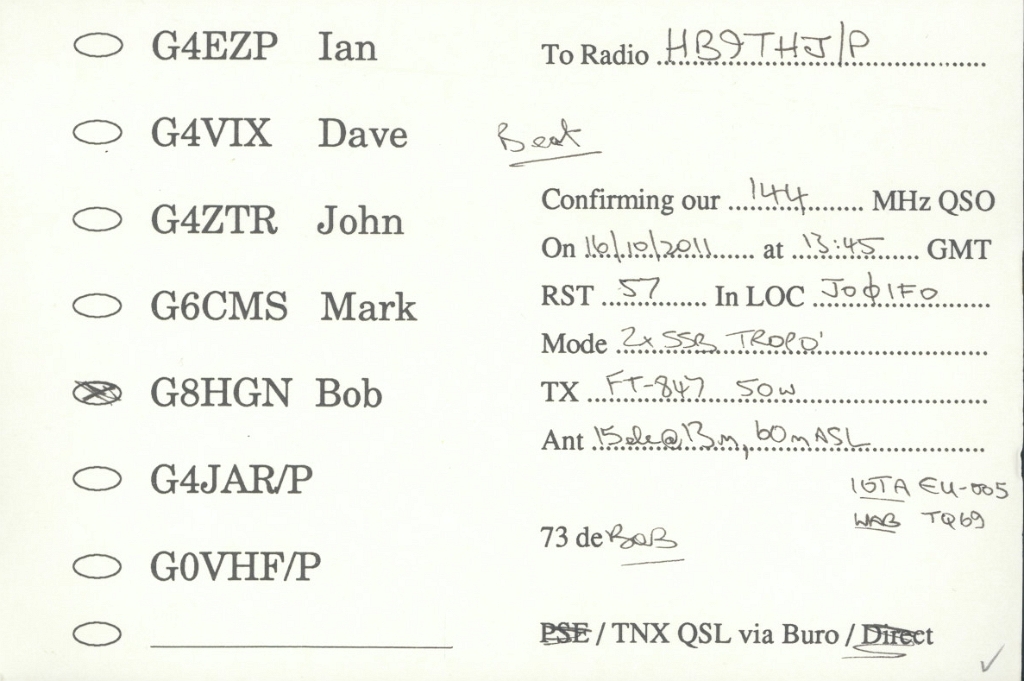 G4EZP Ian
G4VIX Dave
G4ZTR John
G6CMS Mark
G8HGN Bob
G4JAR/P
G0VHF/P
To Radio HB9THJ/P
Beat
Confirming our 144 MHz QSO
On 16/10/2011 at 13:45 GMT
RST 57 In LOC JOφ1FO
Mode 2x SSB TROPO'
TX FT-847 50W
Ant 15ele@13m, 60mASL
IOTA EU-005
WAB TQ69
73 de BOB
PSE / TNX QSL via Buro / Direct